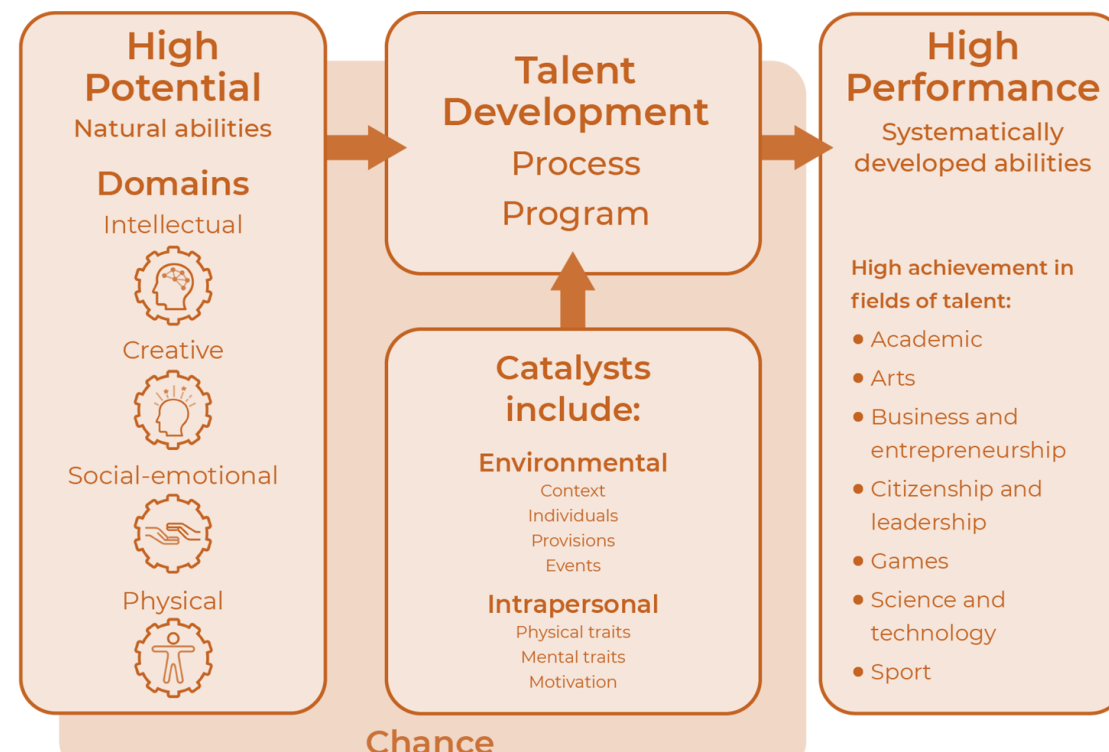 High
Potential
Natural abilities
Domains
Intellectual
Creative
Social-emotional
Physical
Talent
Development
Process
Program
Catalysts
include:
Environmental
Context
Individuals
Provisions
Events
Intrapersonal
Physical traits
Mental traits
Motivation
High
Performance
Systematically
developed abilities
High achievement in
fields of talent:
• Academic
• Arts
• Business and
entrepreneurship
• Citizenship and
leadership
• Games
• Science and
technology
• Sport
Chance